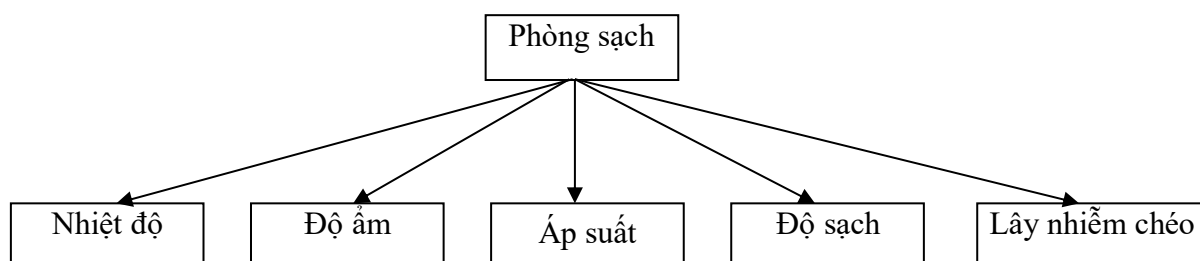 Phòng sạch
Nhiệt độ
Độ ẩm
Áp suất
Độ sạch
Lây nhiễm chéo